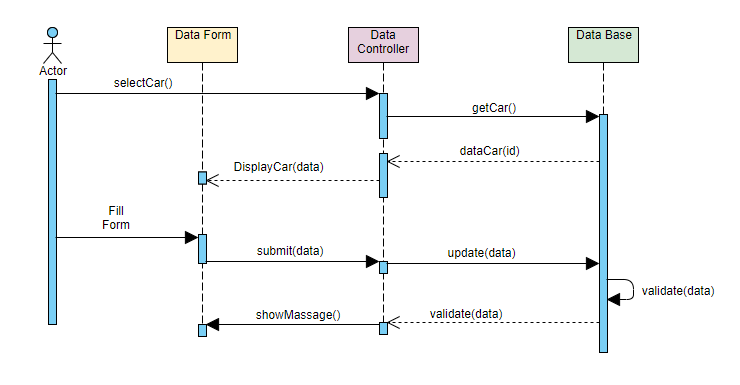 Data Form
Data
Controller
Data Base
Actor
selectCar()
getCar()
dataCar(id)
DisplayCar(data)
Fill
Form
submit(data)
update(data)
validate(data)
showMassage()
validate(data)